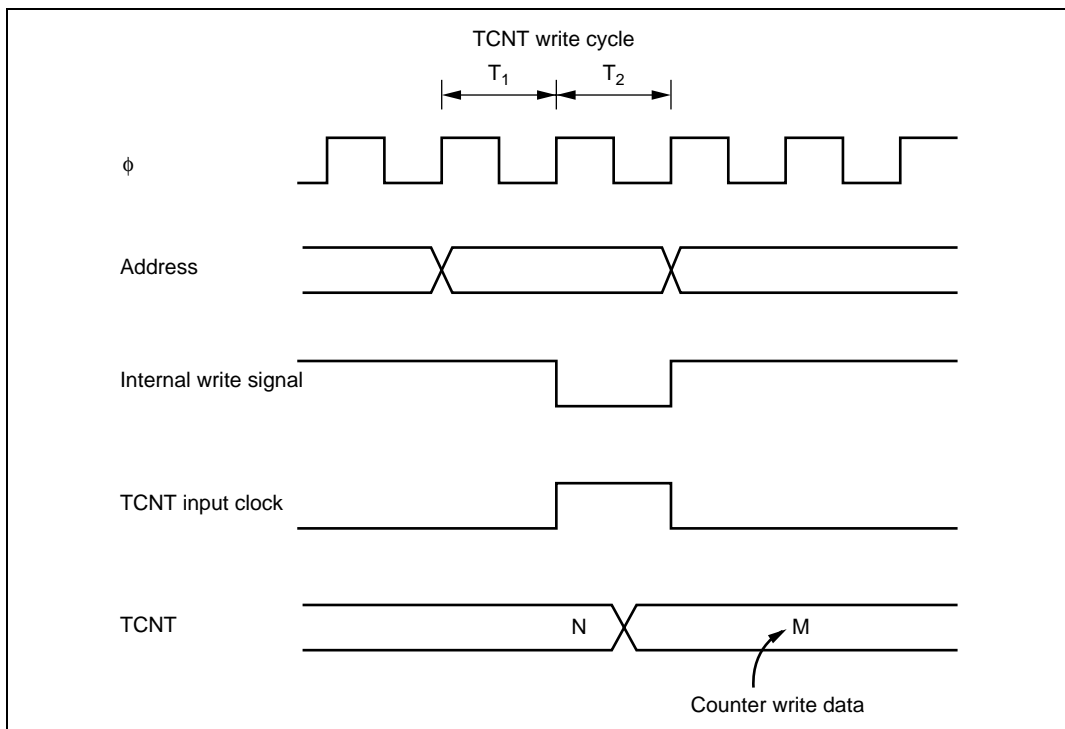 TCNT write cycle
T1 T2
ϕ
Address
Internal write signal
TCNT input clock
TCNT N M
Counter write data